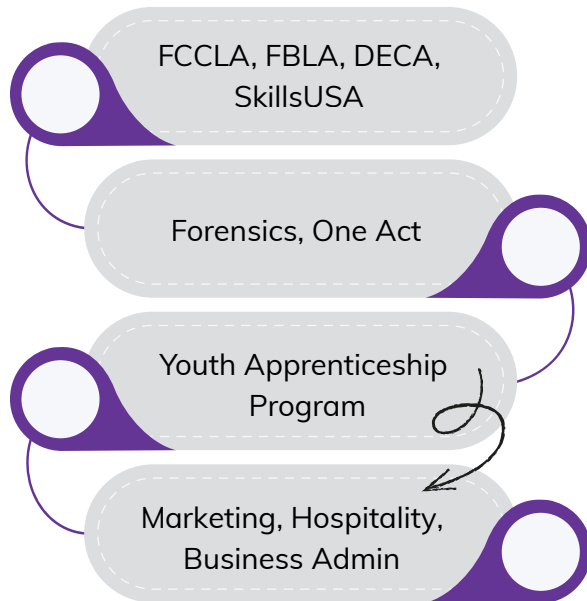 FCCLA, FBLA, DECA,
SkillsUSA
Forensics, One Act
Youth Apprenticeship
Program
Marketing, Hospitality,
Business Admin